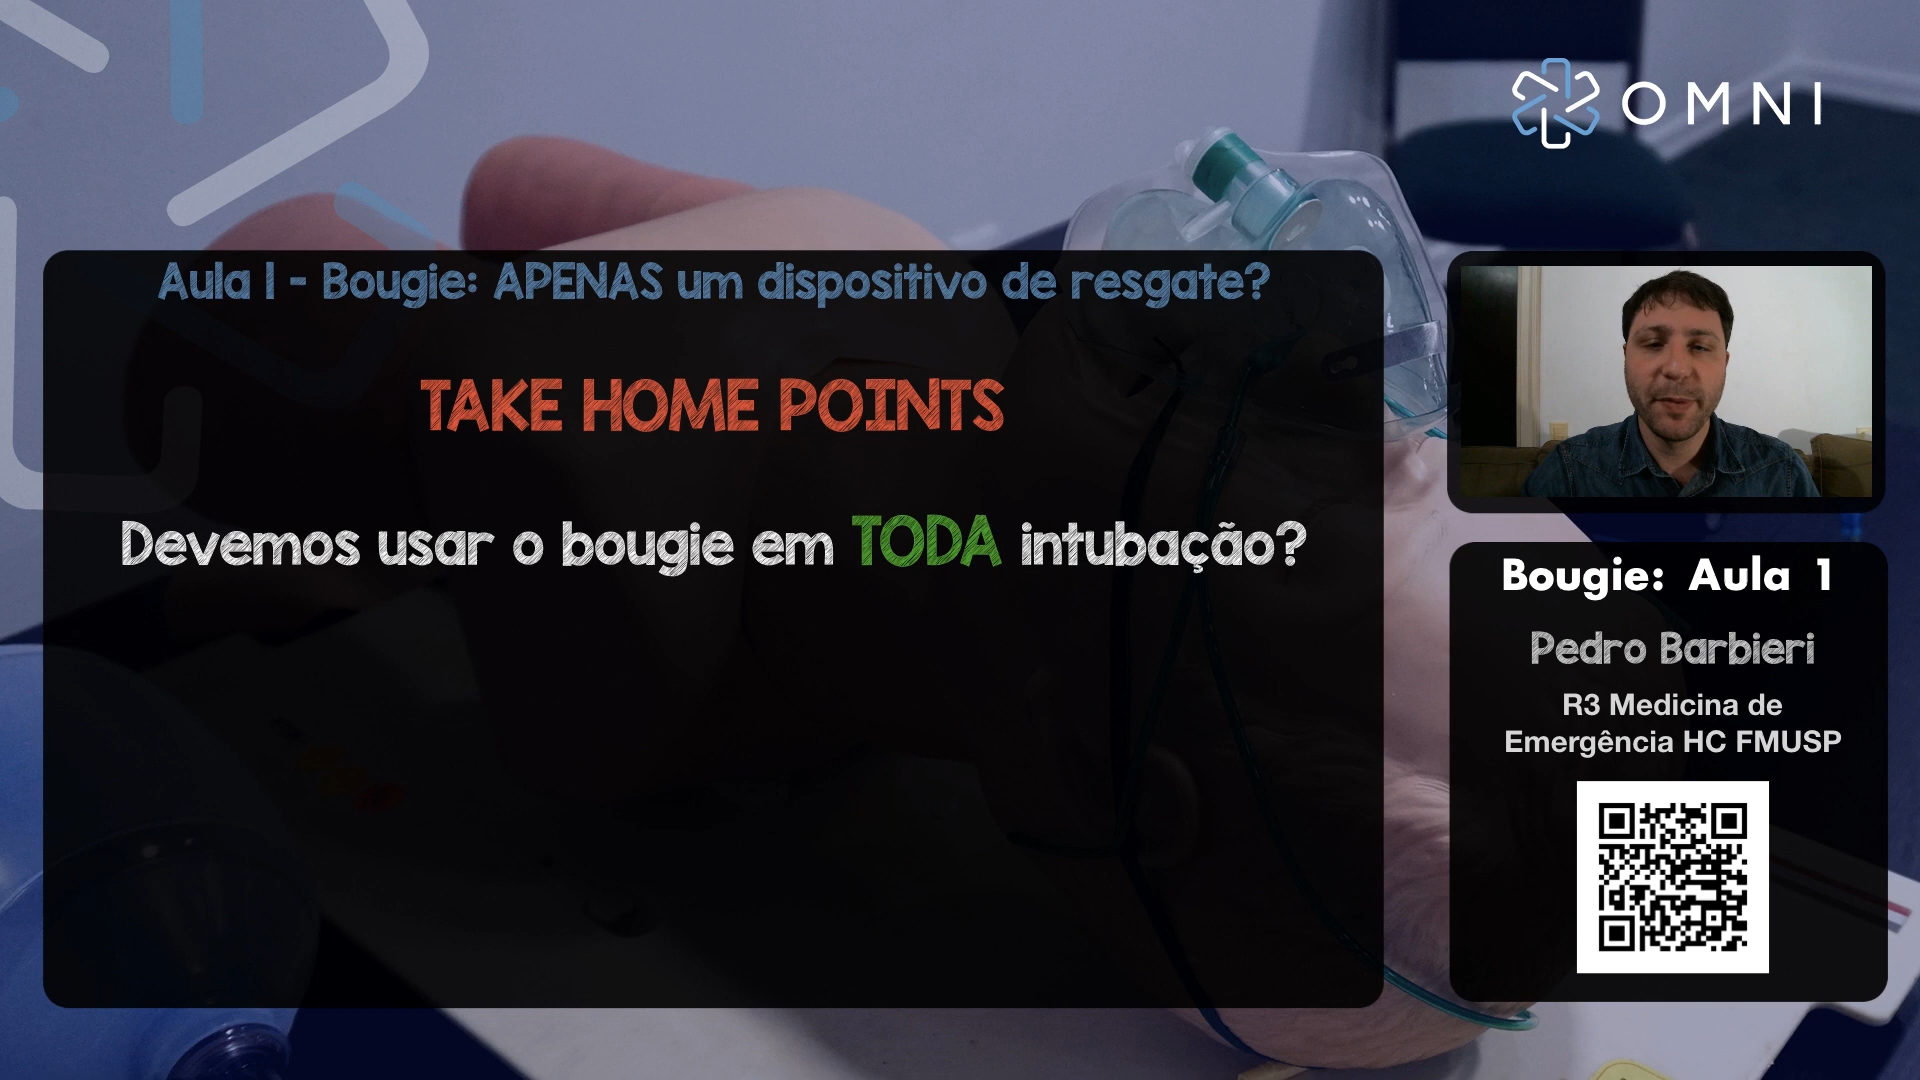 OMNI
Aula 1 - Bougie: APENAS um dispositivo de resgate?
TAKE HOME POINTS
Devemos usar o bougie em TODA intubação?
Bougie: Aula 1
Pedro Barbieri
R3 Medicina de
Emergência HC FMUSP